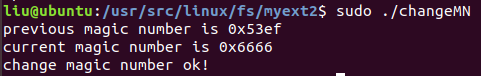 liu@ubuntu:/usr/src/linux/fs/myext2$ sudo ./changeMN
previous magic number is 0x53ef
current magic number is 0x6666
change magic number ok!